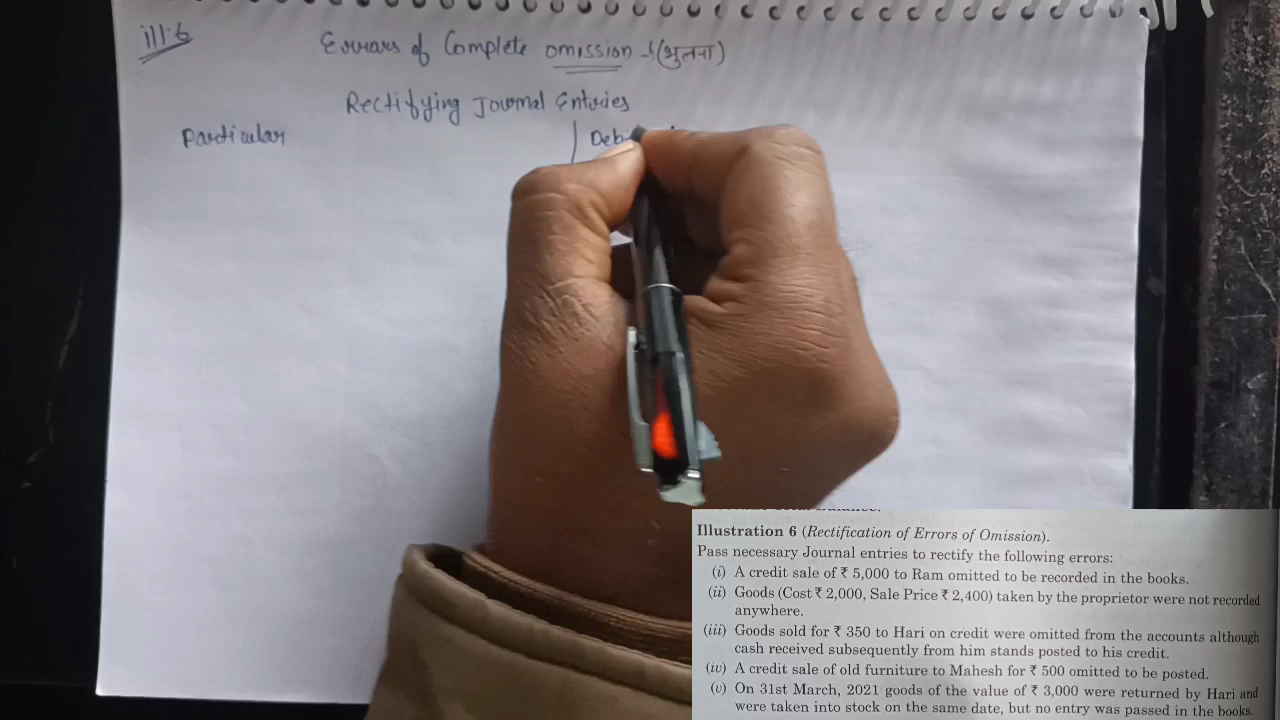 ill.6
Errors of Complete omission → (भुलना)
Rectifying Journal Entries
Particular Deb
Illustration 6 (Rectification of Errors of Omission).
Pass necessary Journal entries to rectify the following errors:
(i) A credit sale of ₹ 5,000 to Ram omitted to be recorded in the books.
(ii) Goods (Cost ₹ 2,000, Sale Price ₹ 2,400) taken by the proprietor were not recorded
anywhere.
(iii) Goods sold for ₹ 350 to Hari on credit were omitted from the accounts although
cash received subsequently from him stands posted to his credit.
(iv) A credit sale of old furniture to Mahesh for ₹ 500 omitted to be posted.
(v) On 31st March, 2021 goods of the value of ₹ 3,000 were returned by Hari and
were taken into stock on the same date, but no entry was passed in the books.